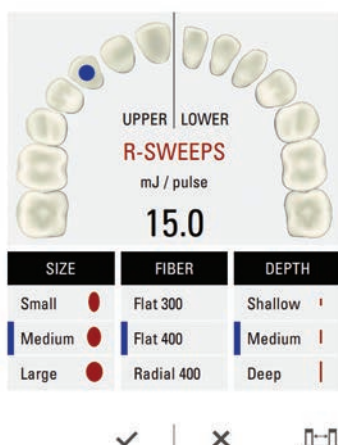 UPPER LOWER
R-SWEEPS
mJ / pulse
15.0
SIZE FIBER DEPTH
Small Flat 300 Shallow
Medium Flat 400 Medium
Large Radial 400 Deep